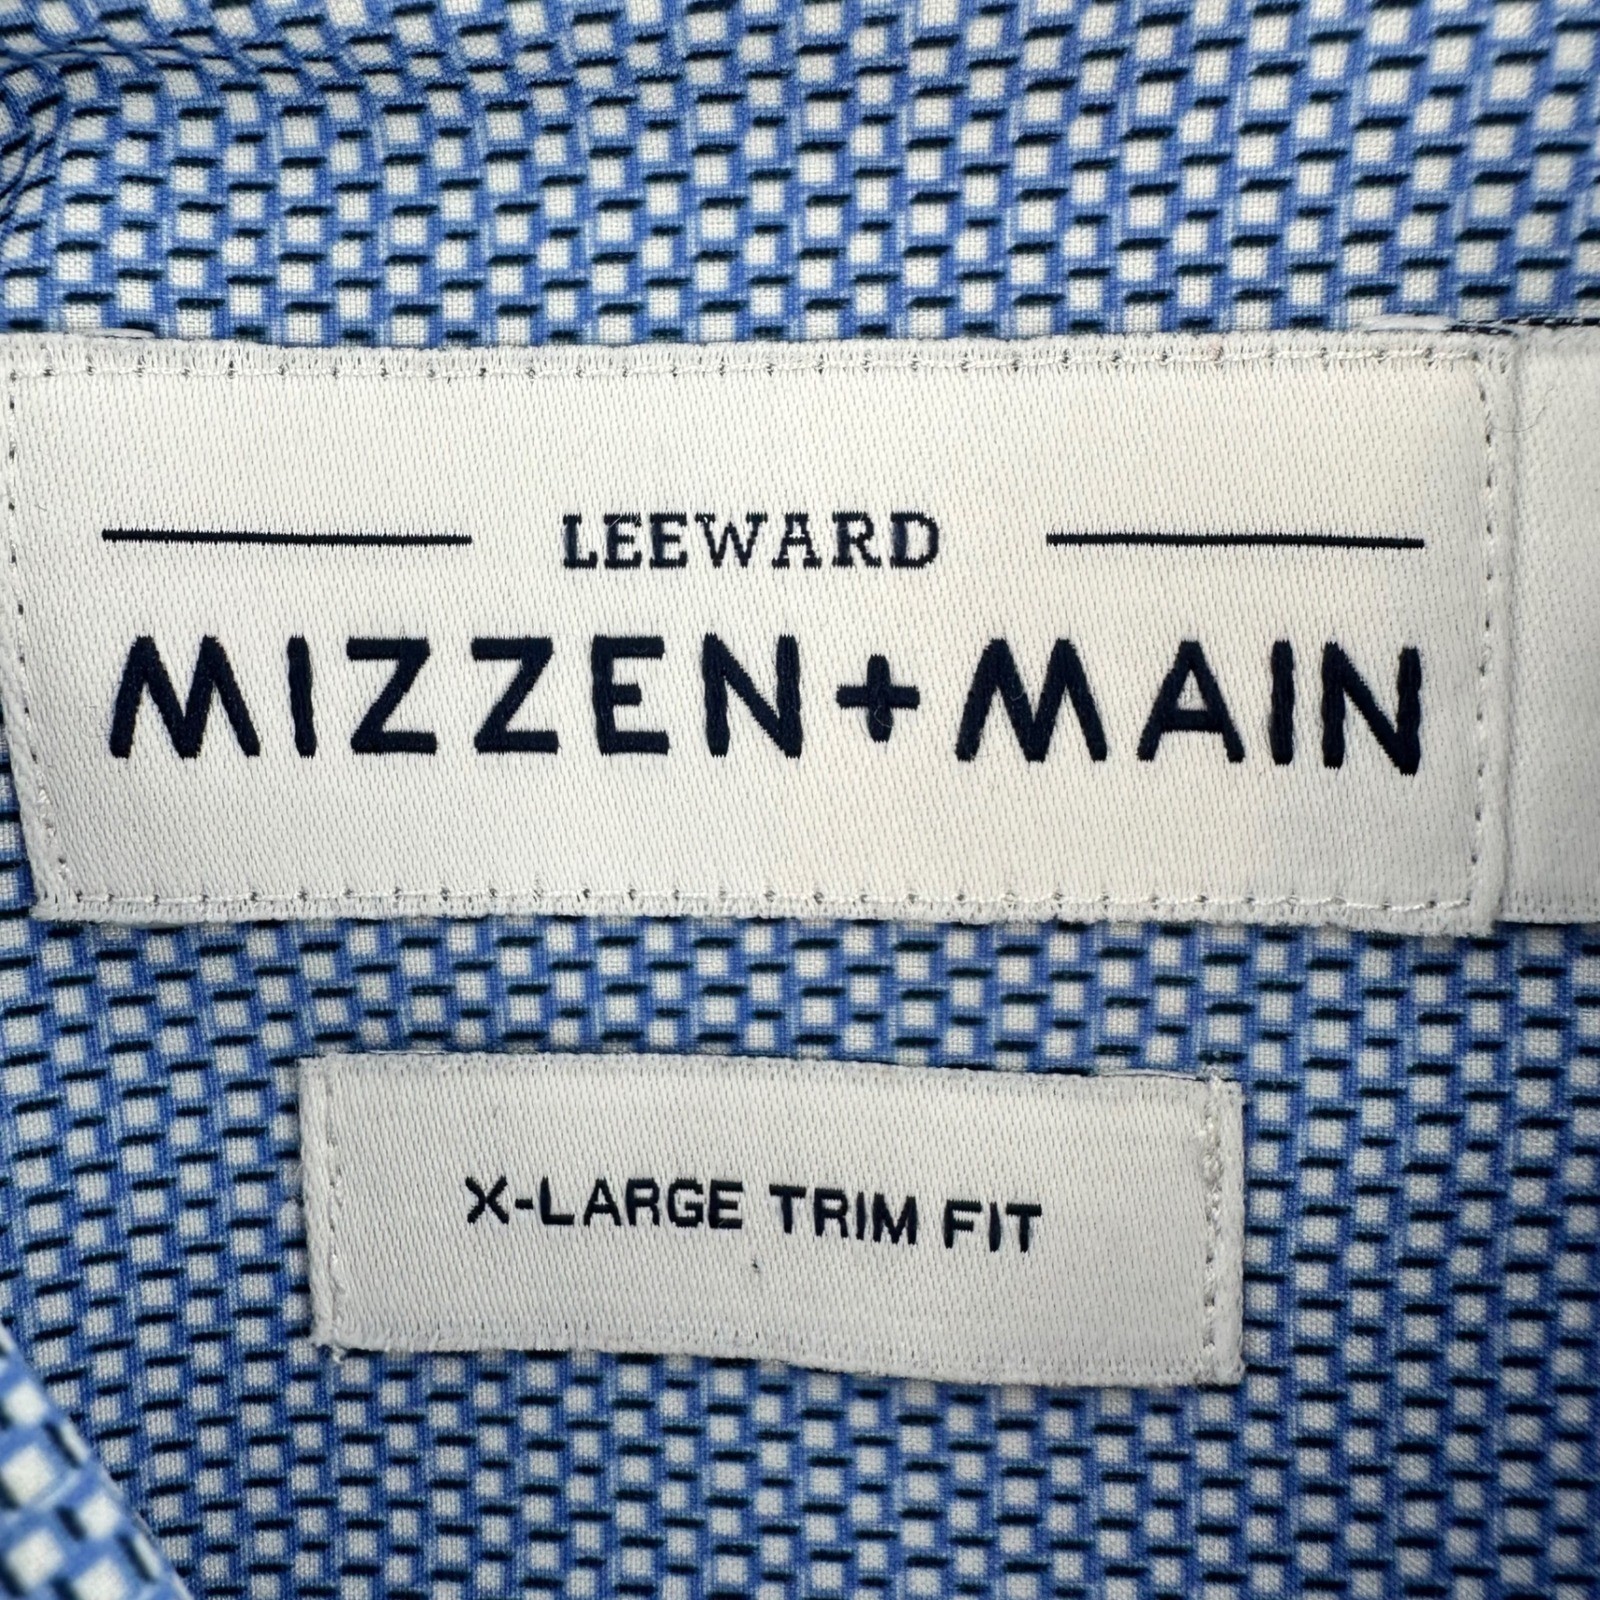 LEEWARD
MIZZEN+MAIN
X-LARGE TRIM FIT